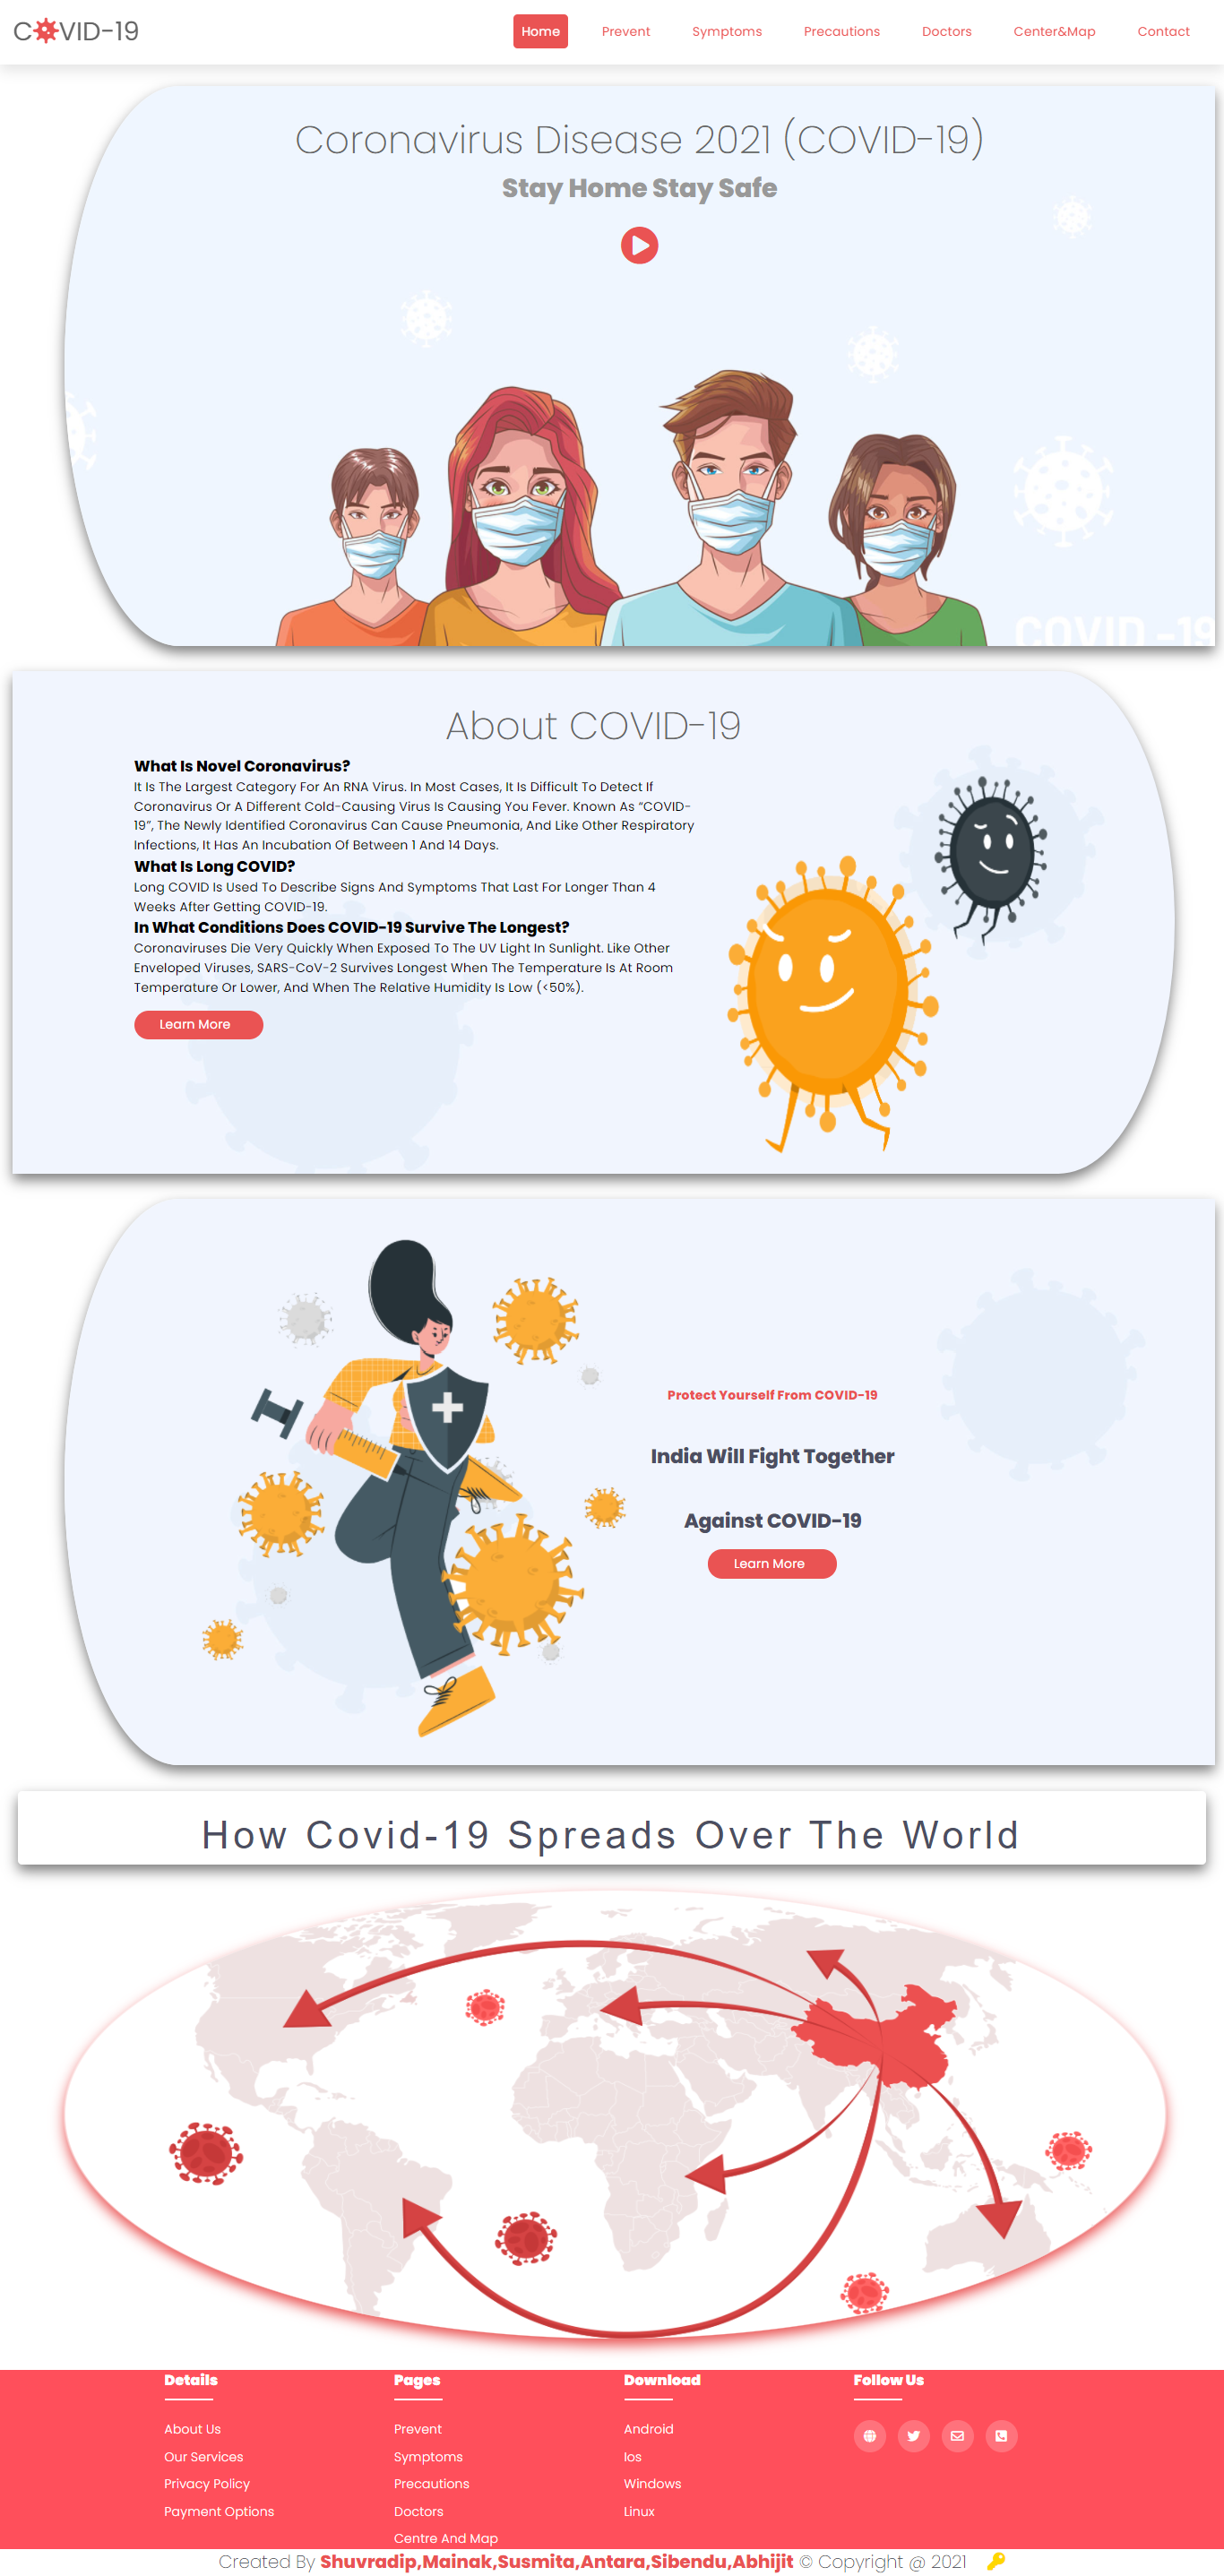 COVID-19
Home Prevent Symptoms Precautions Doctors Center&Map Contact
Coronavirus Disease 2021 (COVID-19)
Stay Home Stay Safe
COVID -19
About COVID-19
What Is Novel Coronavirus?
It Is The Largest Category For An RNA Virus. In Most Cases, It Is Difficult To Detect If
Coronavirus Or A Different Cold-Causing Virus Is Causing You Fever. Known As “COVID-
19”, The Newly Identified Coronavirus Can Cause Pneumonia, And Like Other Respiratory
Infections, It Has An Incubation Of Between 1 And 14 Days.
What Is Long COVID?
Long COVID Is Used To Describe Signs And Symptoms That Last For Longer Than 4
Weeks After Getting COVID-19.
In What Conditions Does COVID-19 Survive The Longest?
Coronaviruses Die Very Quickly When Exposed To The UV Light In Sunlight. Like Other
Enveloped Viruses, SARS-CoV-2 Survives Longest When The Temperature Is At Room
Temperature Or Lower, And When The Relative Humidity Is Low (<50%).
Learn More
Protect Yourself From COVID-19
India Will Fight Together
Against COVID-19
Learn More
How Covid-19 Spreads Over The World
Details
About Us
Our Services
Privacy Policy
Payment Options
Pages
Prevent
Symptoms
Precautions
Doctors
Centre And Map
Download
Android
Ios
Windows
Linux
Follow Us
Created By Shuvradip,Mainak,Susmita,Antara,Sibendu,Abhijit © Copyright @ 2021